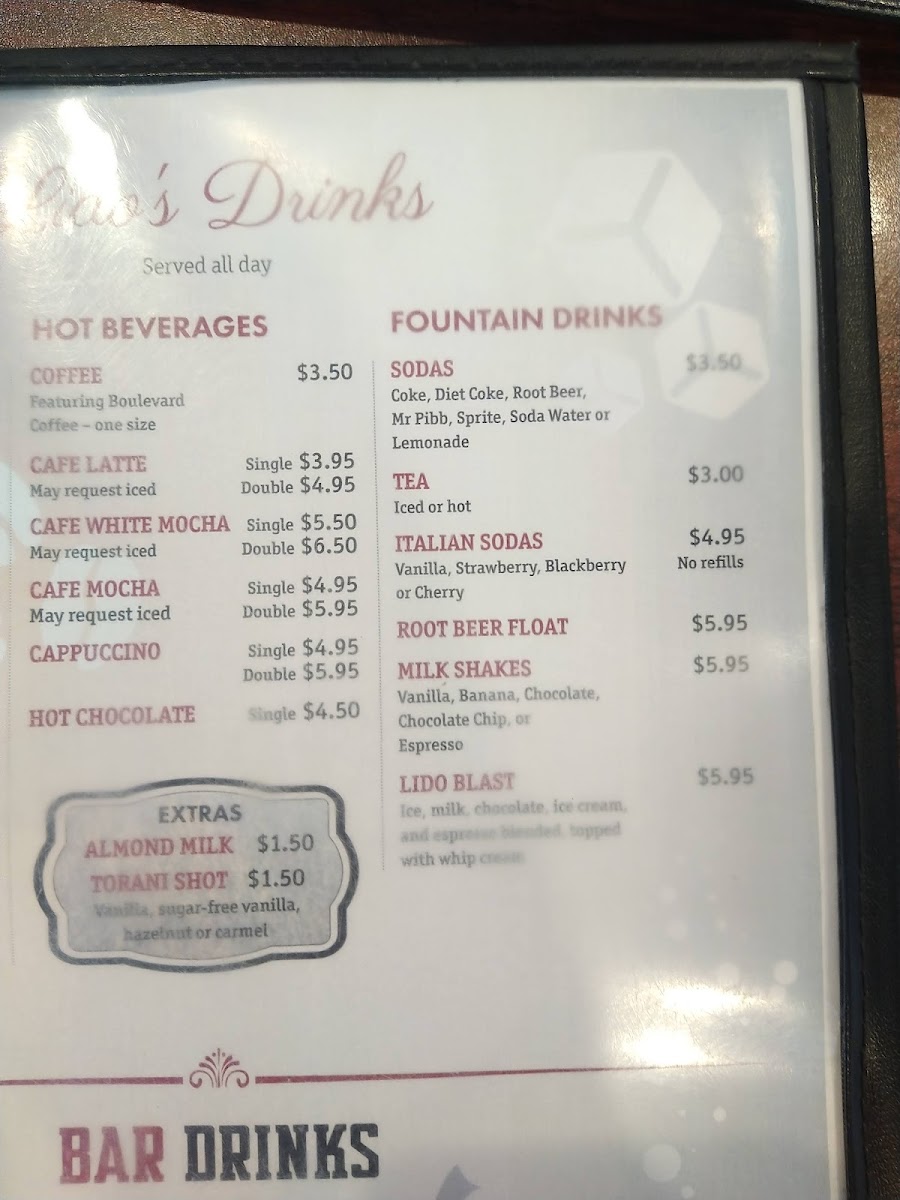 Drinks
Served all day
HOT BEVERAGES
COFFEE $3.50
Featuring Boulevard
Coffee – one size
CAFE LATTE Single $3.95
May request iced Double $4.95
CAFE WHITE MOCHA Single $5.50
May request iced Double $6.50
CAFE MOCHA Single $4.95
May request iced Double $5.95
CAPPUCCINO Single $4.95
Double $5.95
HOT CHOCOLATE Single $4.50
EXTRAS
ALMOND MILK $1.50
TORANI SHOT $1.50
Vanilla, sugar-free vanilla,
hazelnut or carmel
FOUNTAIN DRINKS
SODAS $3.50
Coke, Diet Coke, Root Beer,
Mr Pibb, Sprite, Soda Water or
Lemonade
TEA $3.00
Iced or hot
ITALIAN SODAS $4.95
Vanilla, Strawberry, Blackberry No refills
or Cherry
ROOT BEER FLOAT $5.95
MILK SHAKES $5.95
Vanilla, Banana, Chocolate,
Chocolate Chip, or
Espresso
LIDO BLAST $5.95
Ice, milk, chocolate, ice cream,
and espresso blended, topped
with whip cream
BAR DRINKS